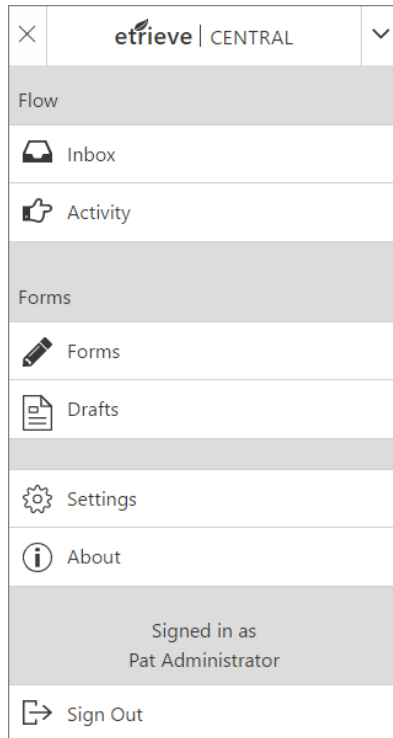 etrieve | CENTRAL
Flow
Inbox
Activity
Forms
Forms
Drafts
Settings
About
Signed in as
Pat Administrator
Sign Out